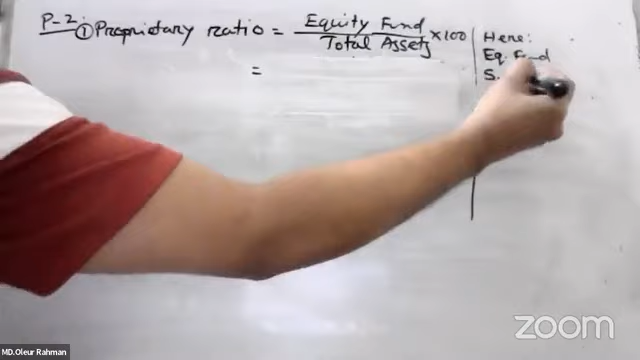 P-2: ① Proprietary ratio = Equity Fund / Total Assets × 100
=
Here:
Eq. Fund
S.
zoom
MD.Oleur Rahman